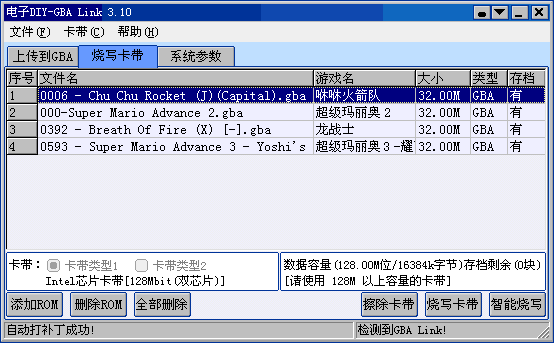 电子DIY-GBA Link 3.10
文件(F) 卡带(C) 帮助(H)
上传到GBA 烧写卡带 系统参数
序号 文件名 游戏名 大小 类型 存档
1 0006 - Chu Chu Rocket (J)(Capital).gba 咻咻火箭队 32.00M GBA 有
2 000-Super Mario Advance 2.gba 超级玛丽奥2 32.00M GBA 有
3 0392 - Breath Of Fire (X) [-].gba 龙战士 32.00M GBA 有
4 0593 - Super Mario Advance 3 - Yoshi's 超级玛丽奥3-耀 32.00M GBA 有
卡带: 卡带类型1 卡带类型2
Intel芯片卡带[128Mbit(双芯片)]
数据容量(128.00M位/16384k字节)存档剩余(0块)
[请使用 128M 以上容量的卡带]
添加ROM 删除ROM 全部删除 擦除卡带 烧写卡带 智能烧写
自动打补丁成功! 检测到GBA Link!